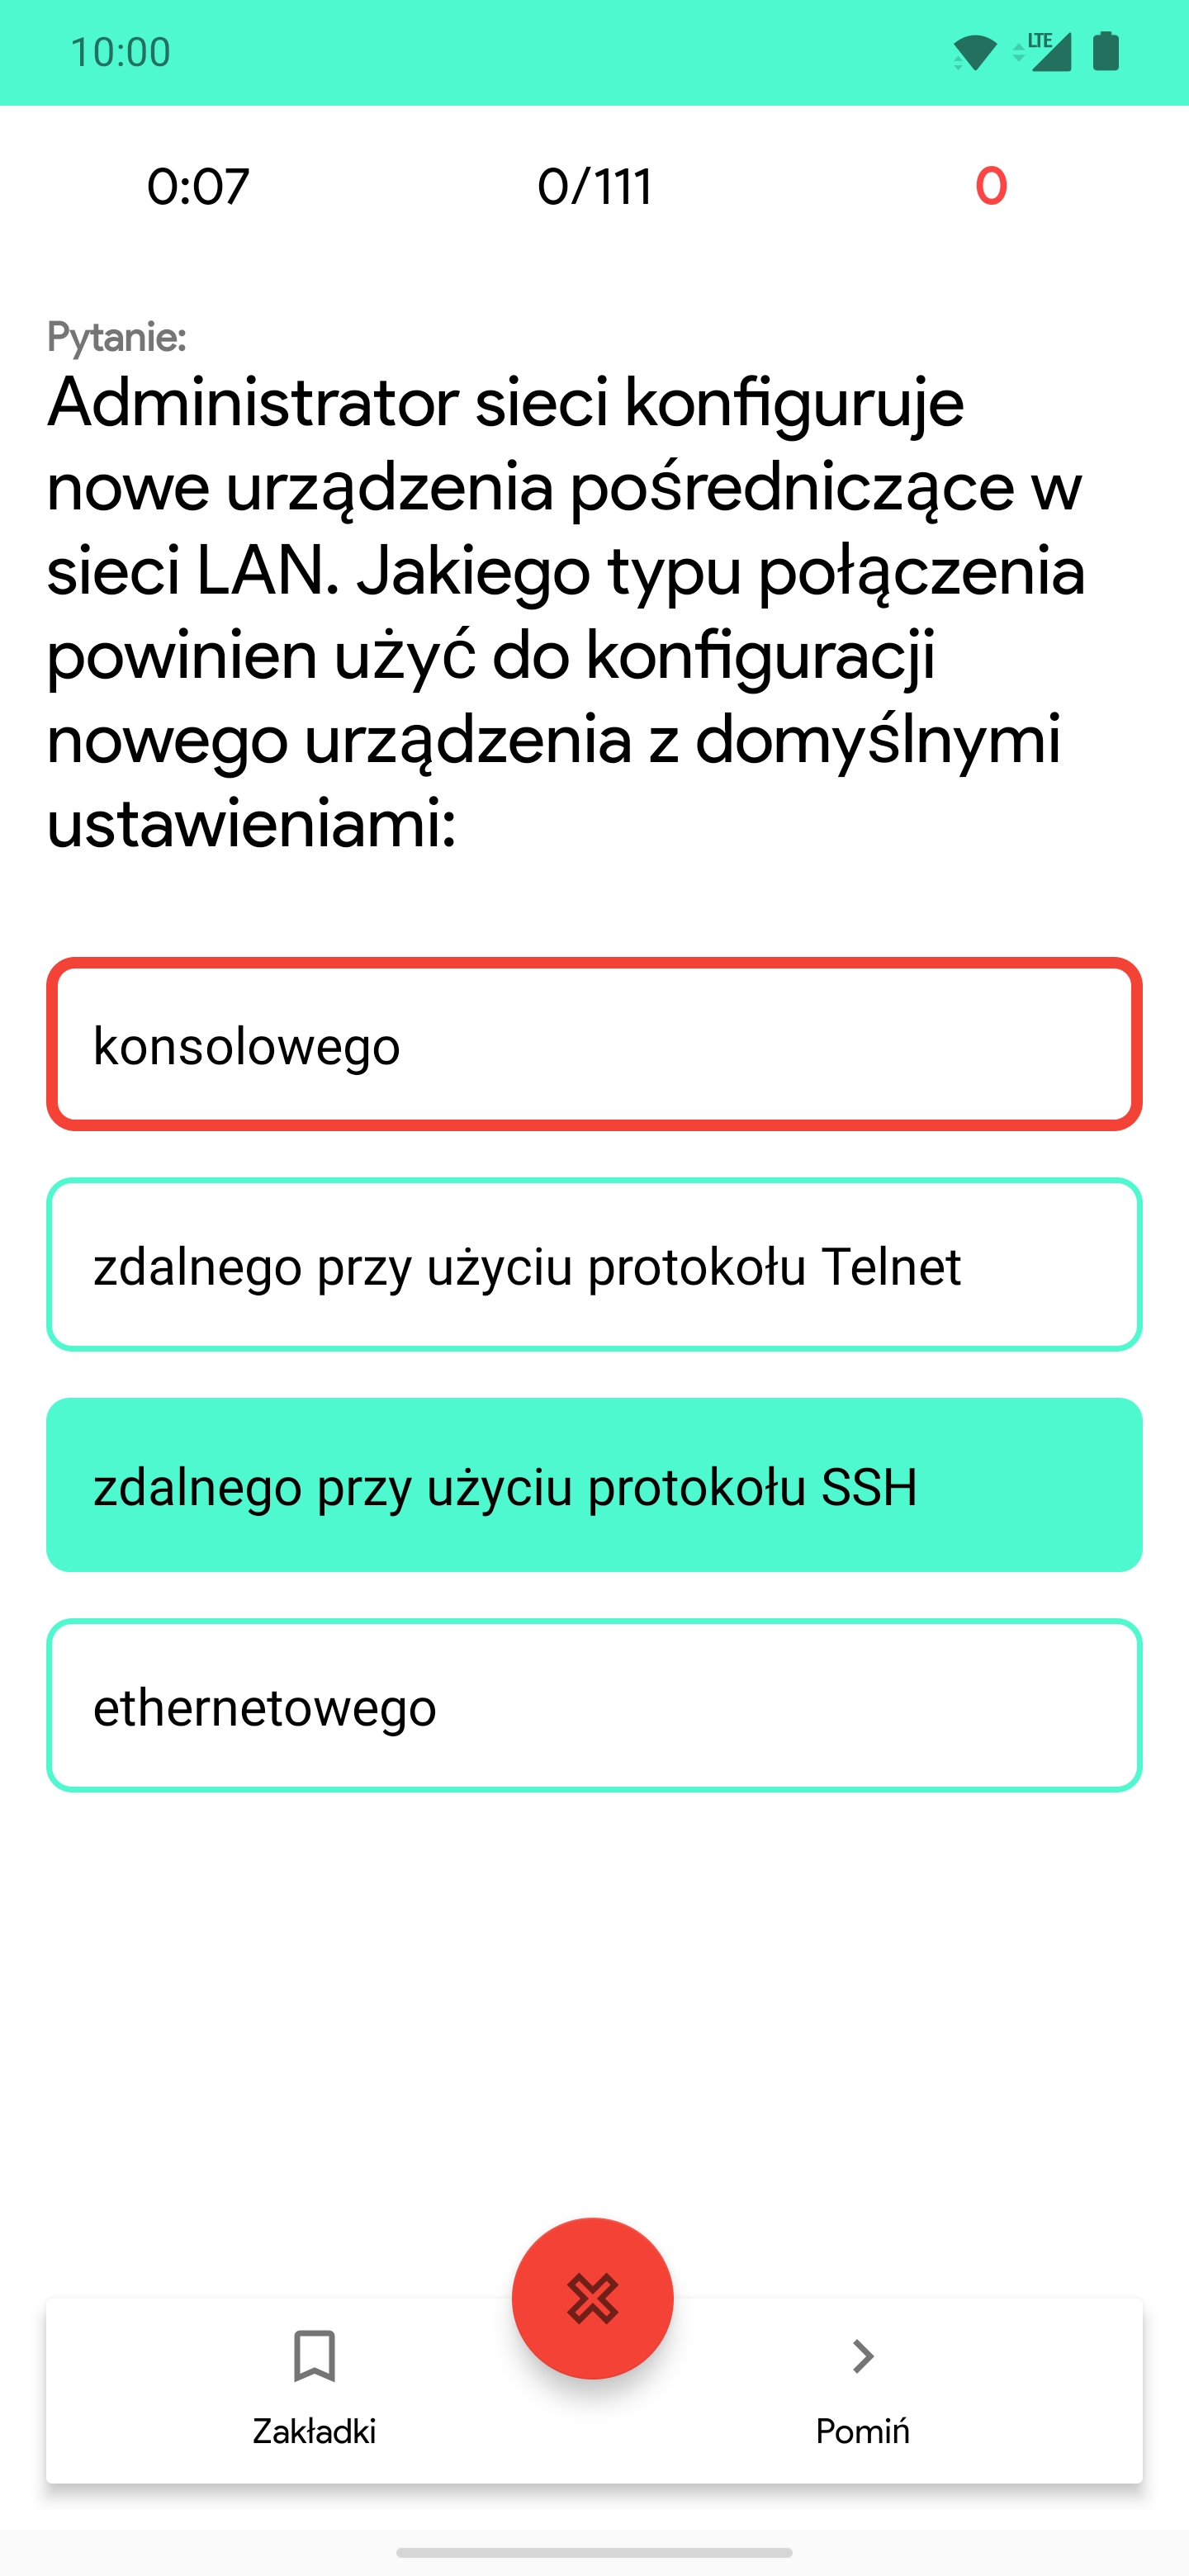 10:00
LTE
0:07 0/111 0
Pytanie:
Administrator sieci konfiguruje
nowe urządzenia pośredniczące w
sieci LAN. Jakiego typu połączenia
powinien użyć do konfiguracji
nowego urządzenia z domyślnymi
ustawieniami:
konsolowego
zdalnego przy użyciu protokołu Telnet
zdalnego przy użyciu protokołu SSH
ethernetowego
Zakładki Pomiń